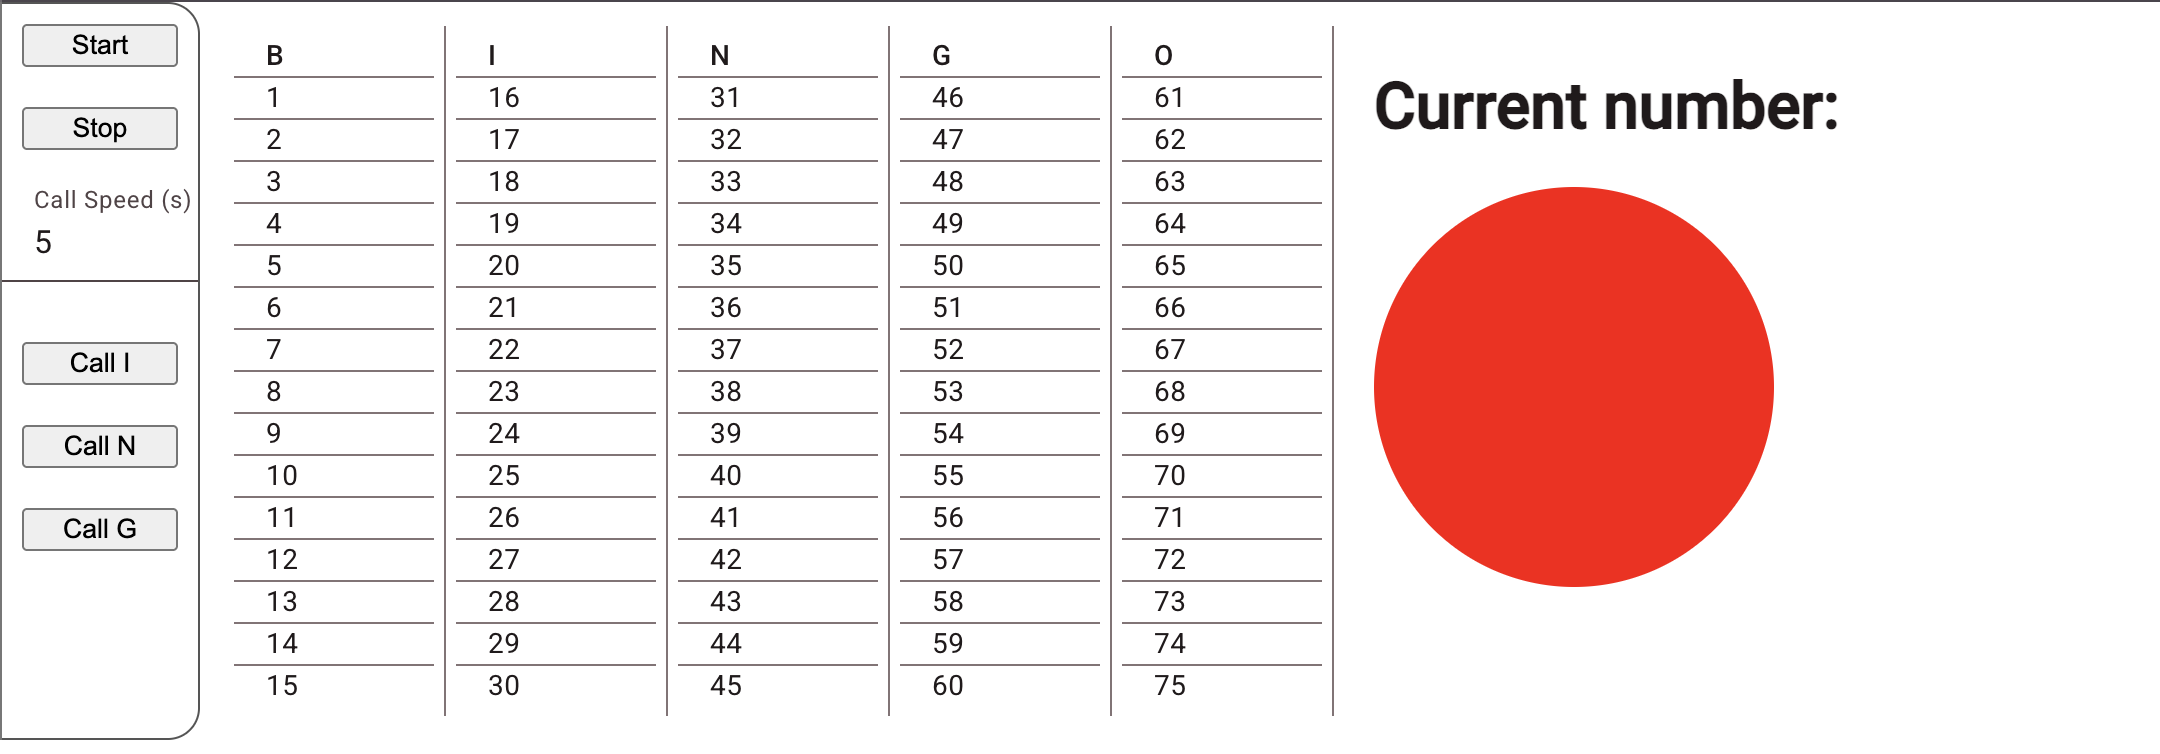 Start
Stop
Call Speed (s)
5
Call I
Call N
Call G
B I N G O
1 16 31 46 61
2 17 32 47 62
3 18 33 48 63
4 19 34 49 64
5 20 35 50 65
6 21 36 51 66
7 22 37 52 67
8 23 38 53 68
9 24 39 54 69
10 25 40 55 70
11 26 41 56 71
12 27 42 57 72
13 28 43 58 73
14 29 44 59 74
15 30 45 60 75
Current number: